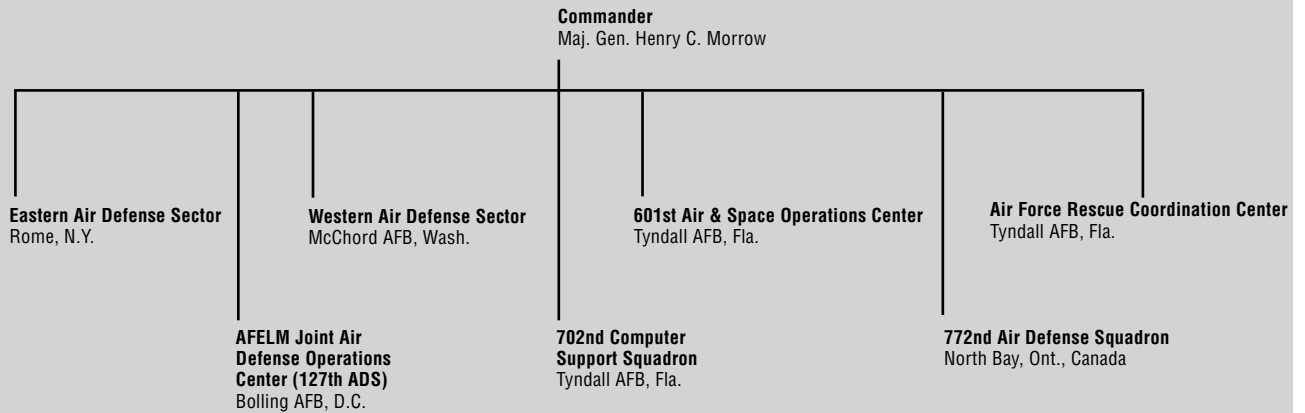 Commander
Maj. Gen. Henry C. Morrow
Eastern Air Defense Sector
Rome, N.Y.
Western Air Defense Sector
McChord AFB, Wash.
601st Air & Space Operations Center
Tyndall AFB, Fla.
Air Force Rescue Coordination Center
Tyndall AFB, Fla.
AFELM Joint Air
Defense Operations
Center (127th ADS)
Bolling AFB, D.C.
702nd Computer
Support Squadron
Tyndall AFB, Fla.
772nd Air Defense Squadron
North Bay, Ont., Canada